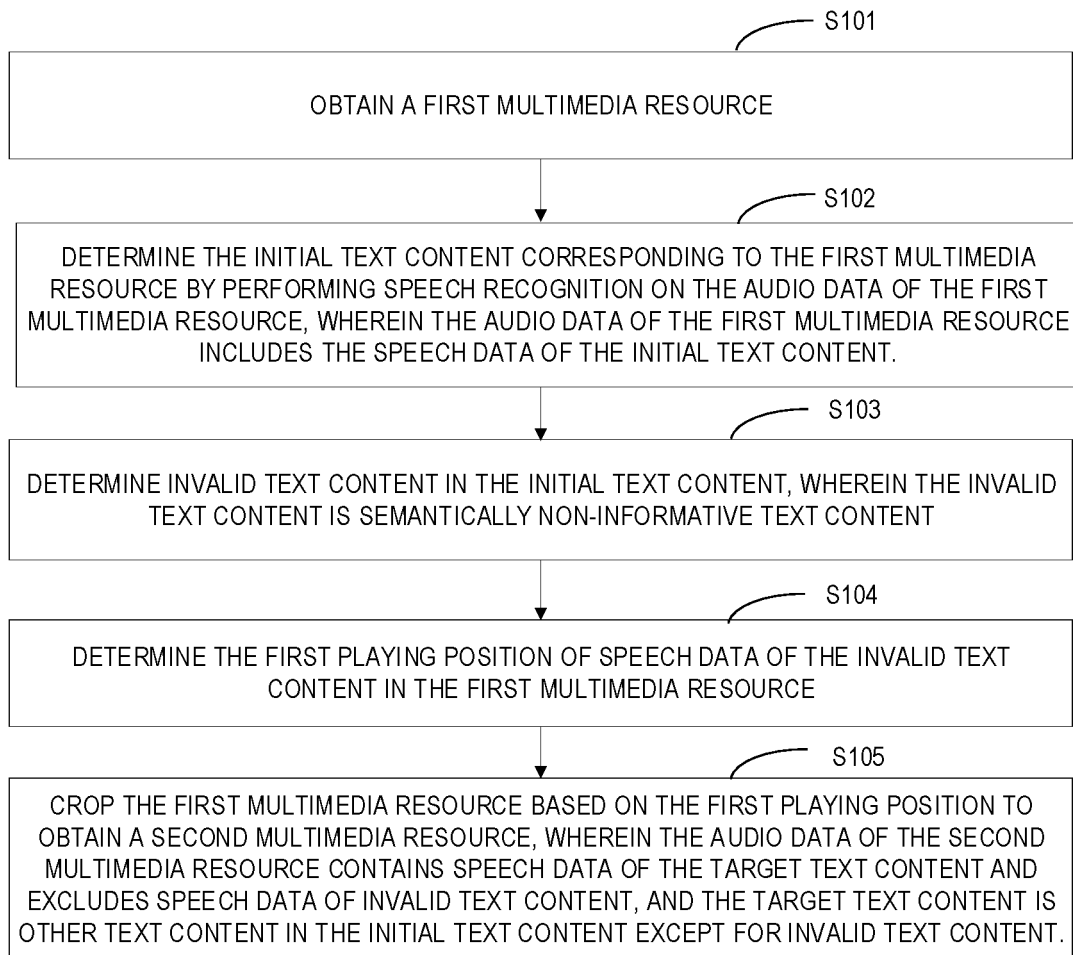 S101
OBTAIN A FIRST MULTIMEDIA RESOURCE
S102
DETERMINE THE INITIAL TEXT CONTENT CORRESPONDING TO THE FIRST MULTIMEDIA
RESOURCE BY PERFORMING SPEECH RECOGNITION ON THE AUDIO DATA OF THE FIRST
MULTIMEDIA RESOURCE, WHEREIN THE AUDIO DATA OF THE FIRST MULTIMEDIA RESOURCE
INCLUDES THE SPEECH DATA OF THE INITIAL TEXT CONTENT.
S103
DETERMINE INVALID TEXT CONTENT IN THE INITIAL TEXT CONTENT, WHEREIN THE INVALID
TEXT CONTENT IS SEMANTICALLY NON-INFORMATIVE TEXT CONTENT
S104
DETERMINE THE FIRST PLAYING POSITION OF SPEECH DATA OF THE INVALID TEXT
CONTENT IN THE FIRST MULTIMEDIA RESOURCE
S105
CROP THE FIRST MULTIMEDIA RESOURCE BASED ON THE FIRST PLAYING POSITION TO
OBTAIN A SECOND MULTIMEDIA RESOURCE, WHEREIN THE AUDIO DATA OF THE SECOND
MULTIMEDIA RESOURCE CONTAINS SPEECH DATA OF THE TARGET TEXT CONTENT AND
EXCLUDES SPEECH DATA OF INVALID TEXT CONTENT, AND THE TARGET TEXT CONTENT IS
OTHER TEXT CONTENT IN THE INITIAL TEXT CONTENT EXCEPT FOR INVALID TEXT CONTENT.